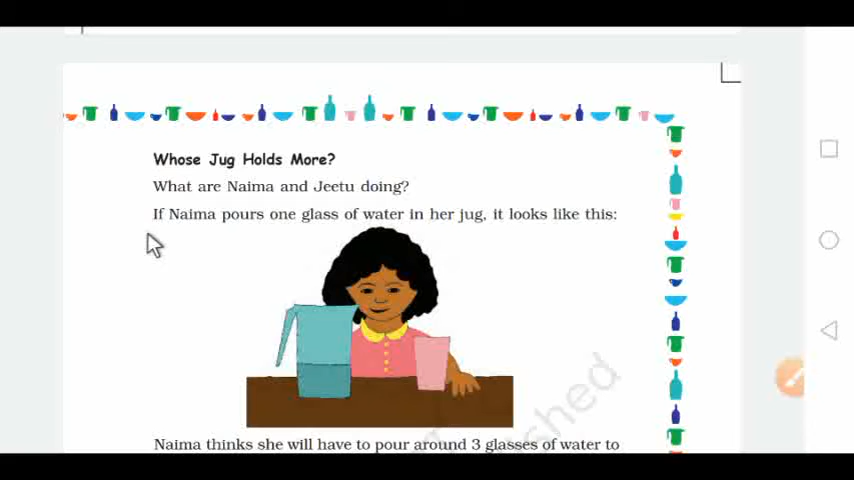 Whose Jug Holds More?
What are Naima and Jeetu doing?
If Naima pours one glass of water in her jug, it looks like this:
Naima thinks she will have to pour around 3 glasses of water to